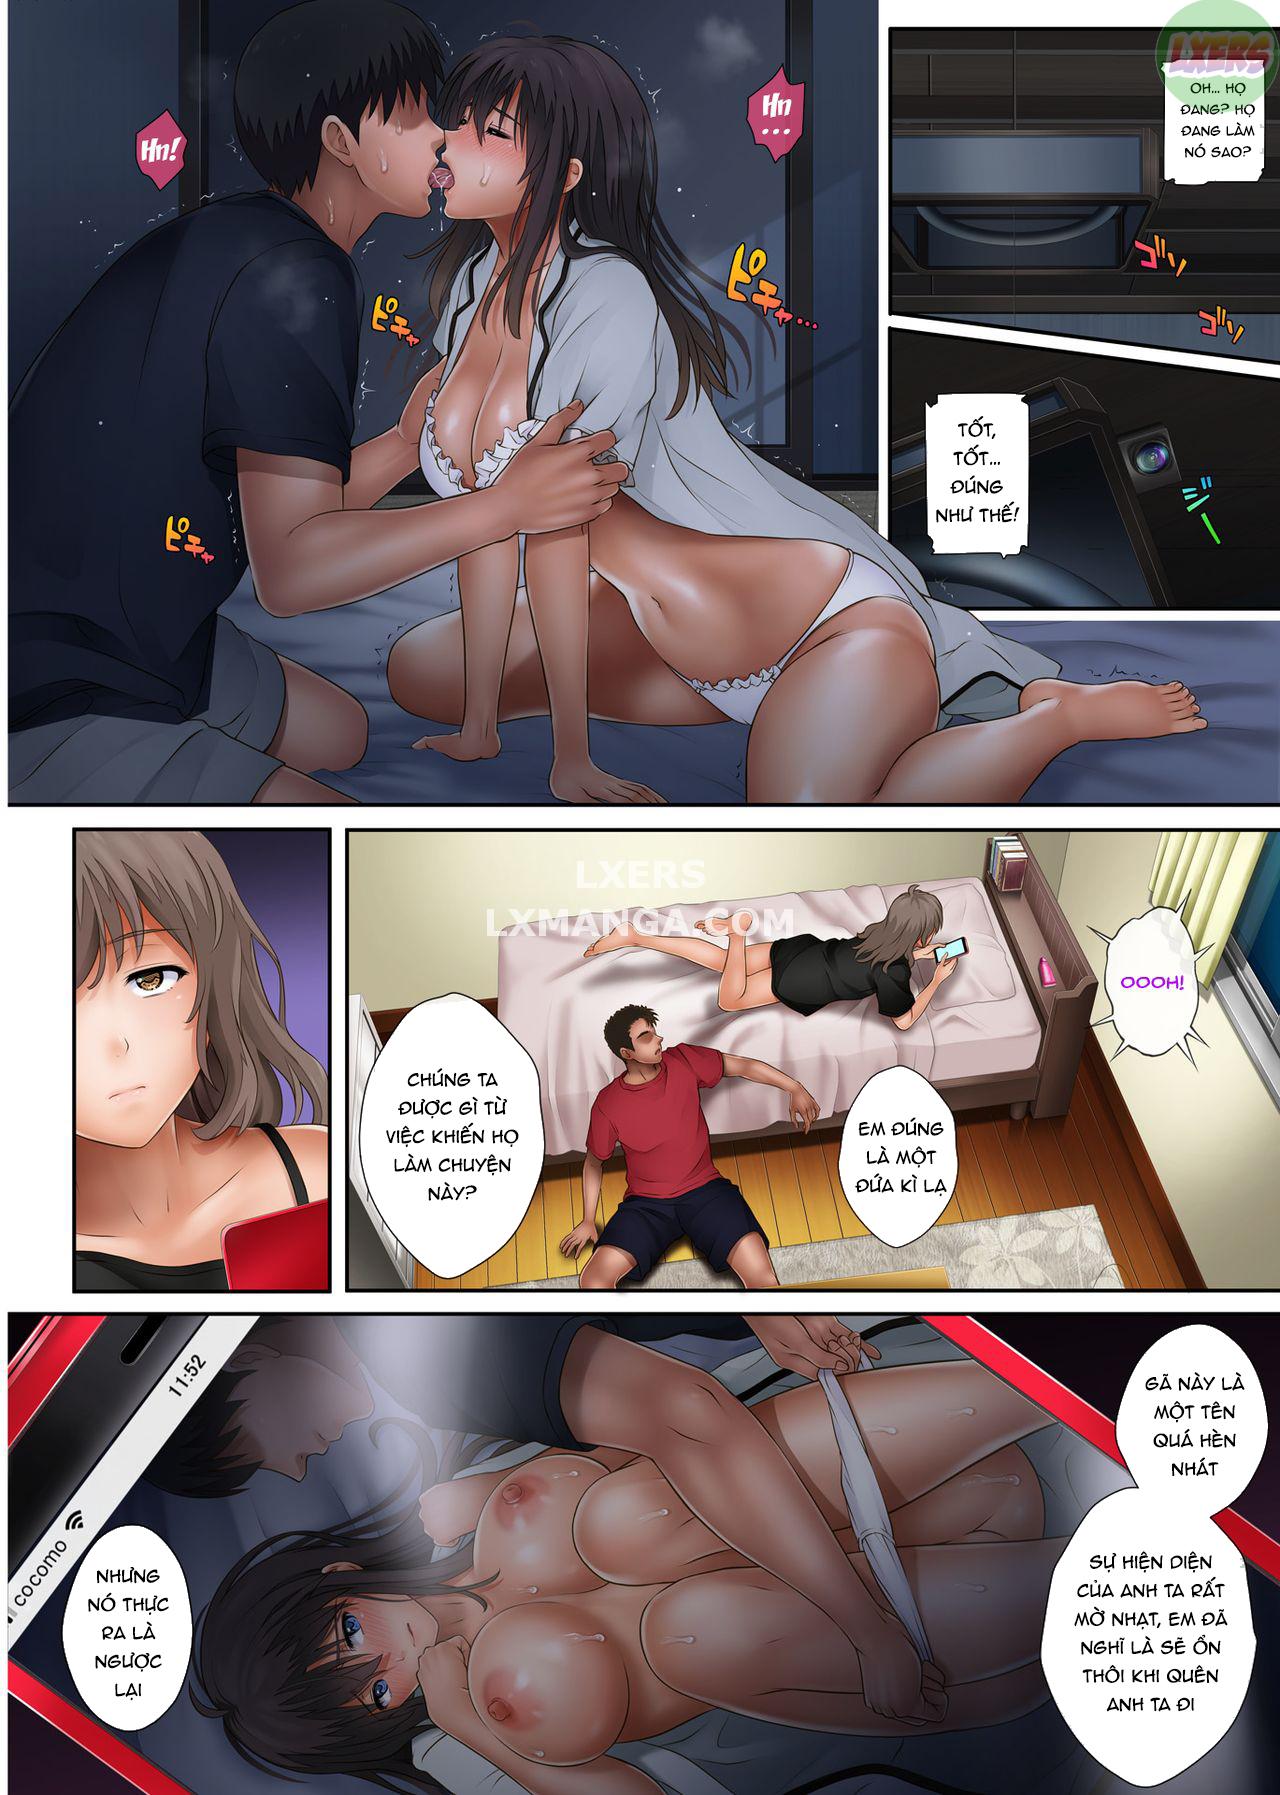 LXERS
OH... HỌ
ĐANG? HỌ
ĐANG LÀM
NÓ SAO?
Hn
...
Hn!
ピチャ…
ピチャ
ピチャ
ゴソ
ゴソ
TỐT,
TỐT...
ĐÚNG
NHƯ THẾ!
ジー
LXERS
LXMANGA.COM
OOOH!
CHÚNG TA
ĐƯỢC GÌ TỪ
VIỆC KHIẾN HỌ
LÀM CHUYỆN
NÀY?
EM ĐÚNG
LÀ MỘT
ĐỨA KÌ LẠ
GÃ NÀY LÀ
MỘT TÊN
QUÁ HÈN
NHÁT
SỰ HIỆN DIỆN
CỦA ANH TA RẤT
MỜ NHẠT, EM ĐÃ
NGHĨ LÀ SẼ ỔN
THÔI KHI QUÊN
ANH TA ĐI
11:52
cocomo
NHƯNG
NÓ THỰC
RA LÀ
NGƯỢC
LẠI